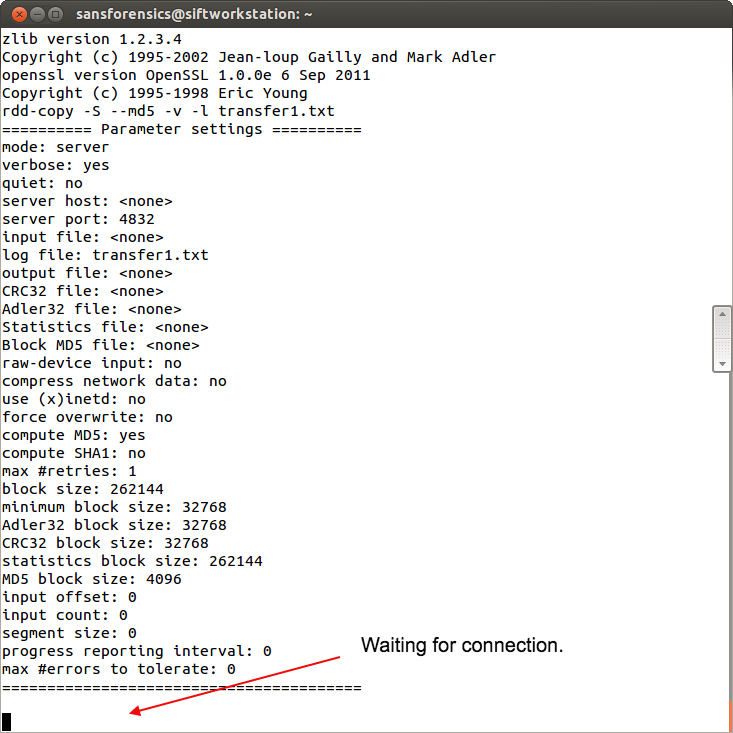 sansforensics@siftworkstation: ~
zlib version 1.2.3.4
Copyright (c) 1995-2002 Jean-loup Gailly and Mark Adler
openssl version OpenSSL 1.0.0e 6 Sep 2011
Copyright (c) 1995-1998 Eric Young
rdd-copy -S --md5 -v -l transfer1.txt
========== Parameter settings ==========
mode: server
verbose: yes
quiet: no
server host: <none>
server port: 4832
input file: <none>
log file: transfer1.txt
output file: <none>
CRC32 file: <none>
Adler32 file: <none>
Statistics file: <none>
Block MD5 file: <none>
raw-device input: no
compress network data: no
use (x)inetd: no
force overwrite: no
compute MD5: yes
compute SHA1: no
max #retries: 1
block size: 262144
minimum block size: 32768
Adler32 block size: 32768
CRC32 block size: 32768
statistics block size: 262144
MD5 block size: 4096
input offset: 0
input count: 0
segment size: 0
progress reporting interval: 0
max #errors to tolerate: 0
========================================
Waiting for connection.